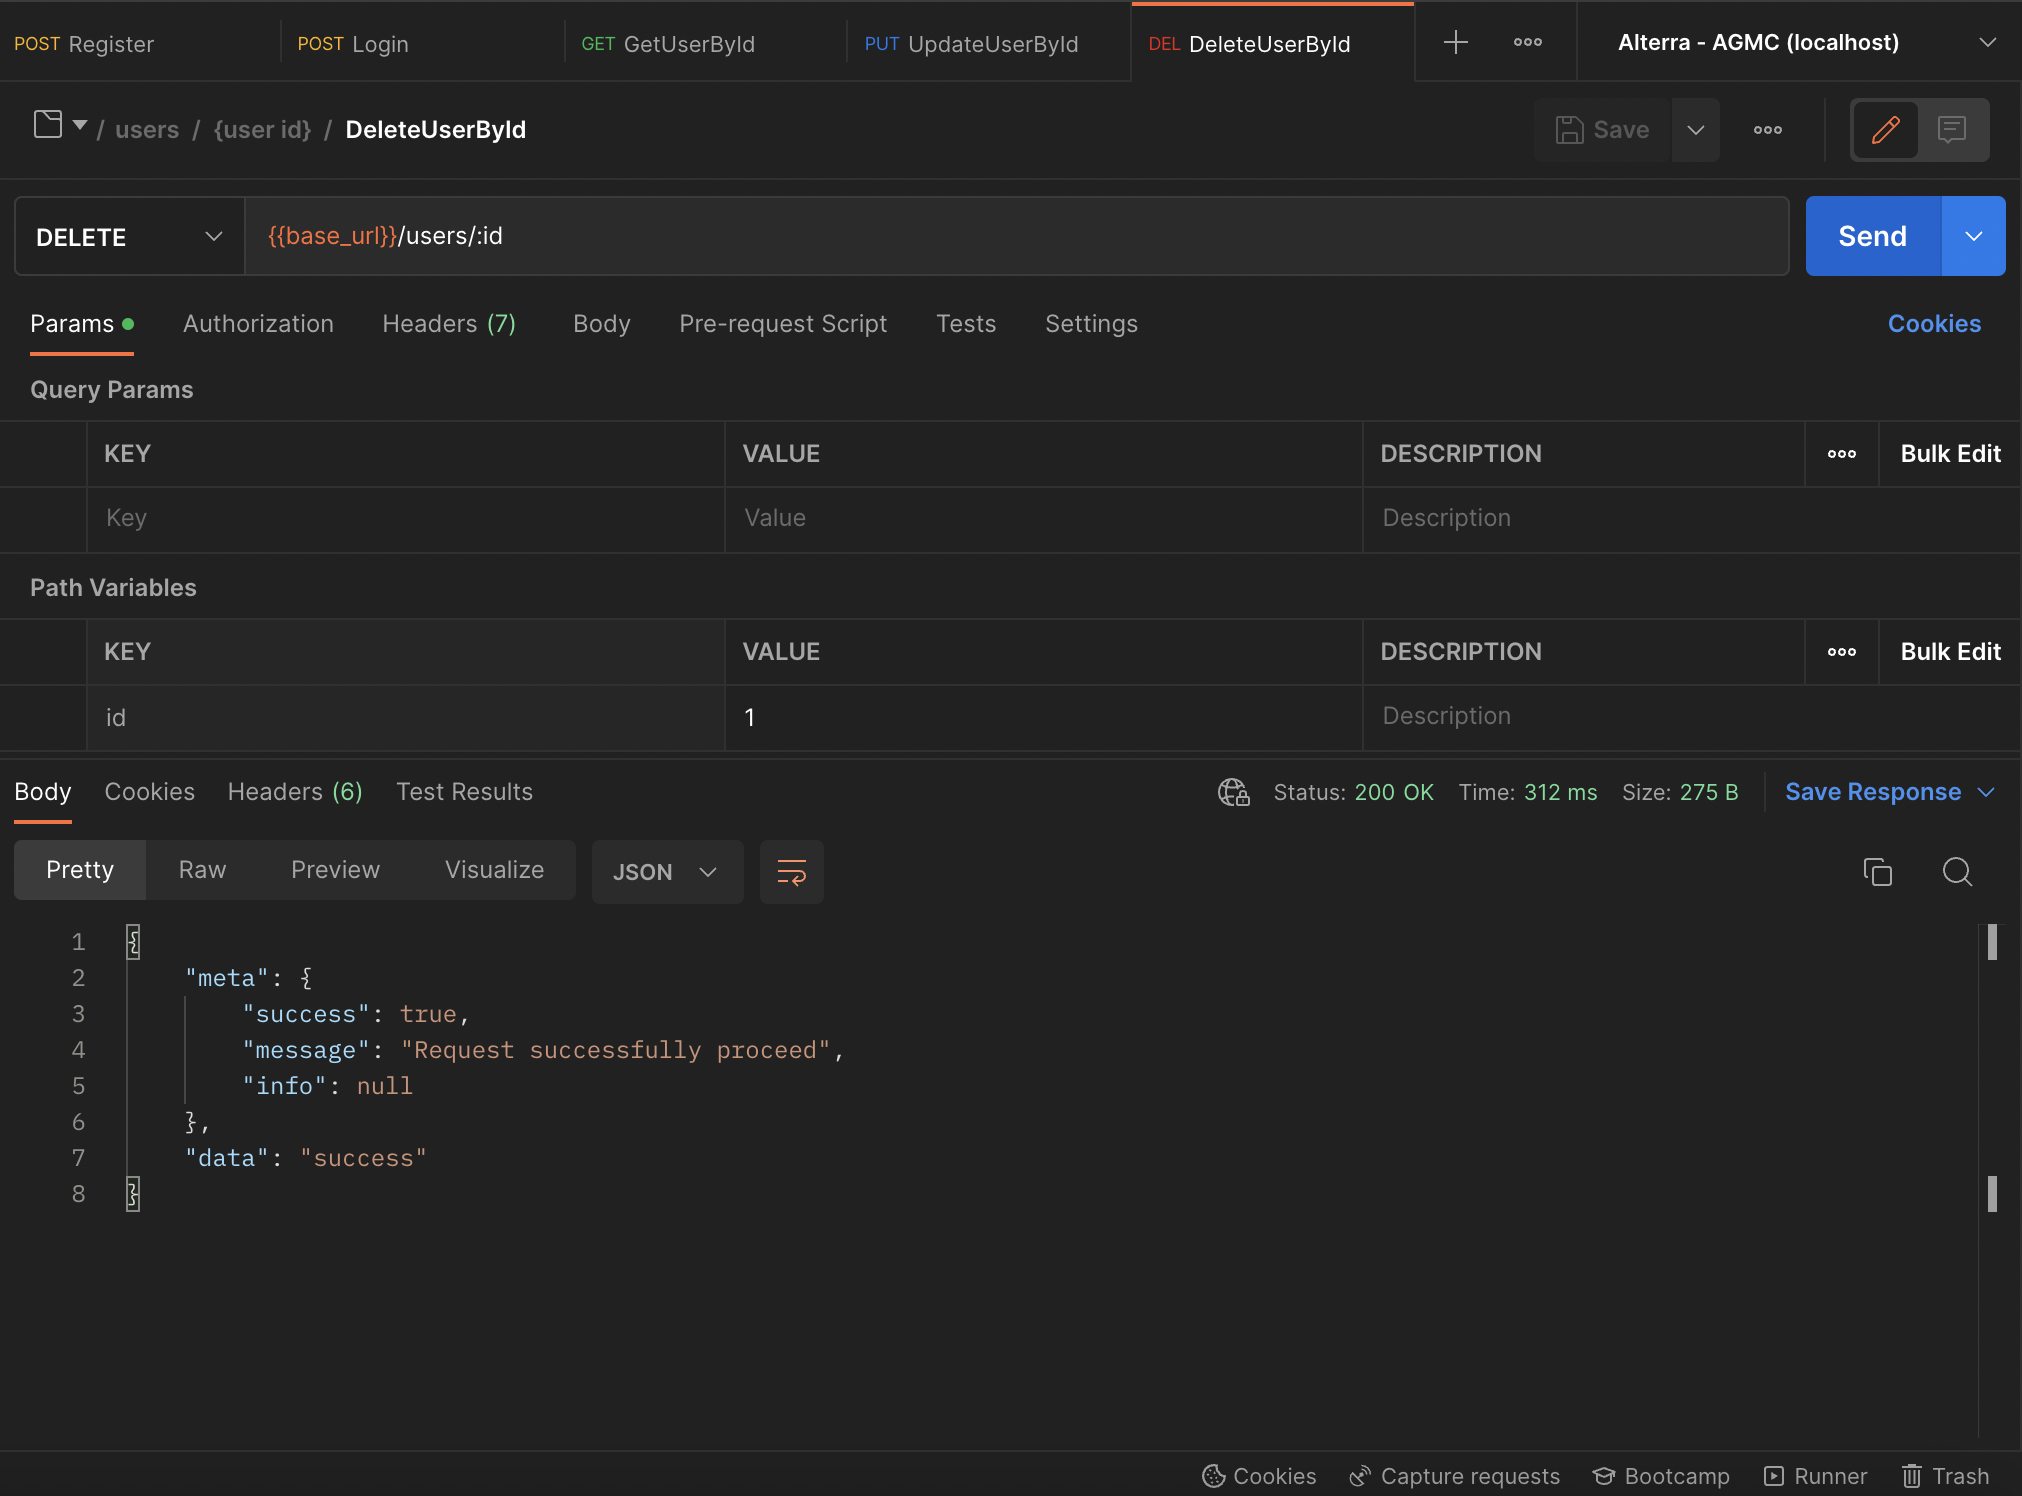 POST Register POST Login GET GetUserById PUT UpdateUserById DEL DeleteUserById Alterra - AGMC (localhost)
/ users / {user id} / DeleteUserById Save
DELETE {{base_url}}/users/:id Send
Params Authorization Headers (7) Body Pre-request Script Tests Settings Cookies
Query Params
KEY VALUE DESCRIPTION Bulk Edit
Key Value Description
Path Variables
KEY VALUE DESCRIPTION Bulk Edit
id 1 Description
Body Cookies Headers (6) Test Results Status: 200 OK Time: 312 ms Size: 275 B Save Response
Pretty Raw Preview Visualize JSON
1 {
2 "meta": {
3 "success": true,
4 "message": "Request successfully proceed",
5 "info": null
6 },
7 "data": "success"
8 }
Cookies Capture requests Bootcamp Runner Trash